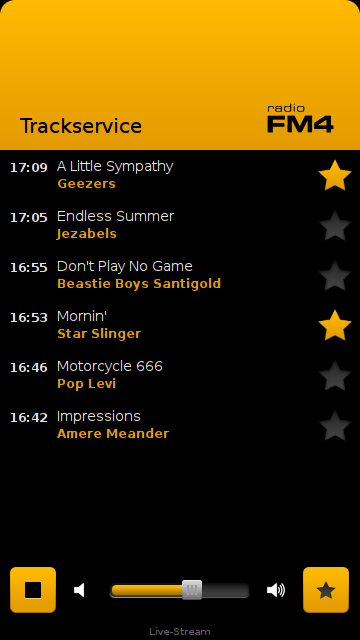 radio
FM4
Trackservice
17:09 A Little Sympathy
Geezers
17:05 Endless Summer
Jezabels
16:55 Don't Play No Game
Beastie Boys Santigold
16:53 Mornin'
Star Slinger
16:46 Motorcycle 666
Pop Levi
16:42 Impressions
Amere Meander
Live-Stream